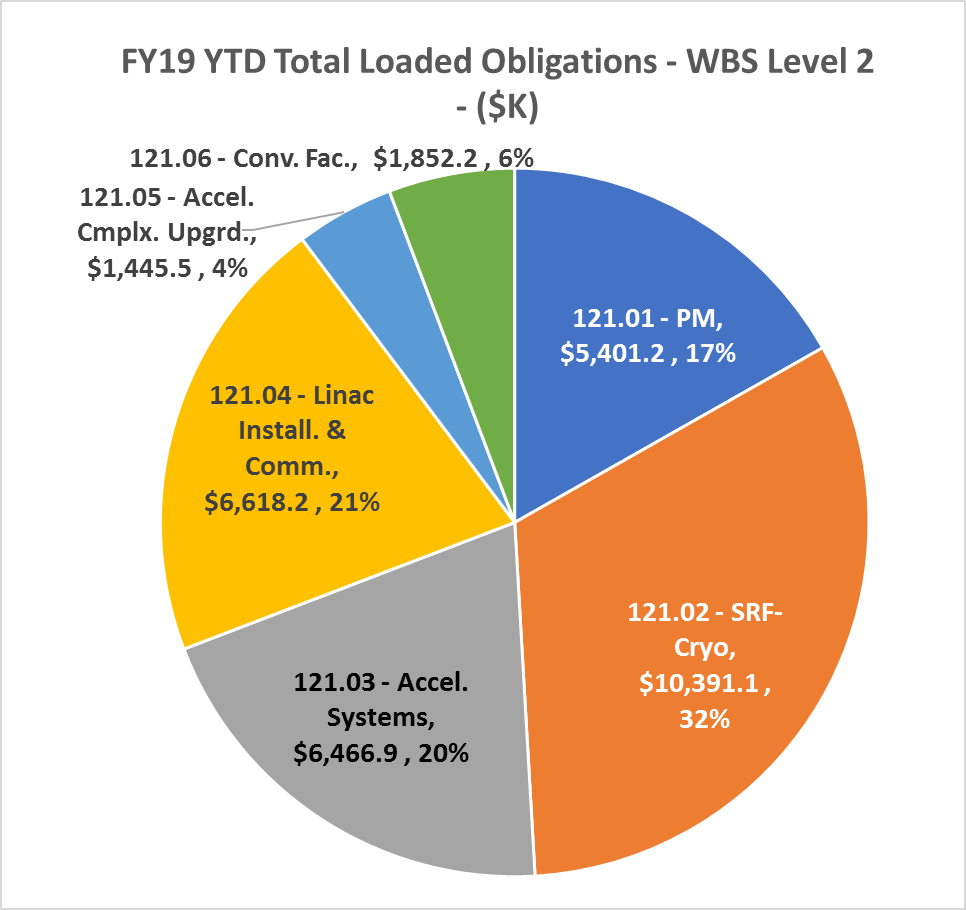 FY19 YTD Total Loaded Obligations - WBS Level 2
- ($K)
121.06 - Conv. Fac.,  $1,852.2 , 6%
121.05 - Accel.
Cmplx. Upgrd.,
$1,445.5 , 4%
121.01 - PM,
$5,401.2 , 17%
121.04 - Linac
Install. &
Comm.,
$6,618.2 , 21%
121.02 - SRF-
Cryo,
$10,391.1 ,
32%
121.03 - Accel.
Systems,
$6,466.9 , 20%